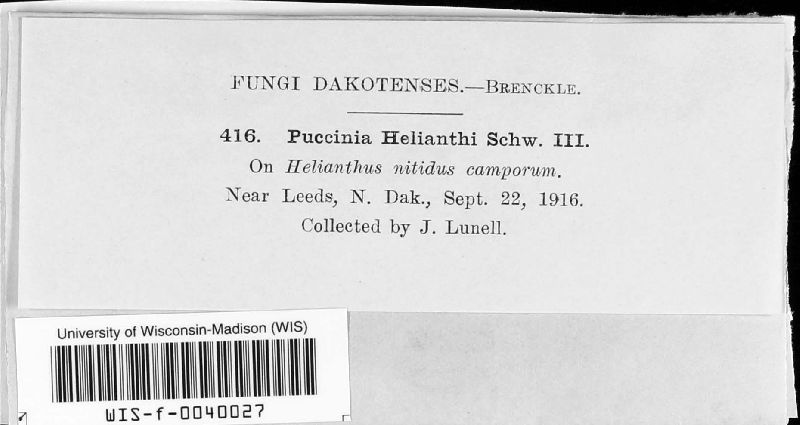 FUNGI DAKOTENSES.—BRENCKLE.
416. Puccinia Helianthi Schw. III.
On Helianthus nitidus camporum.
Near Leeds, N. Dak., Sept. 22, 1916.
Collected by J. Lunell.
University of Wisconsin-Madison (WIS)
WIS-f-0040027